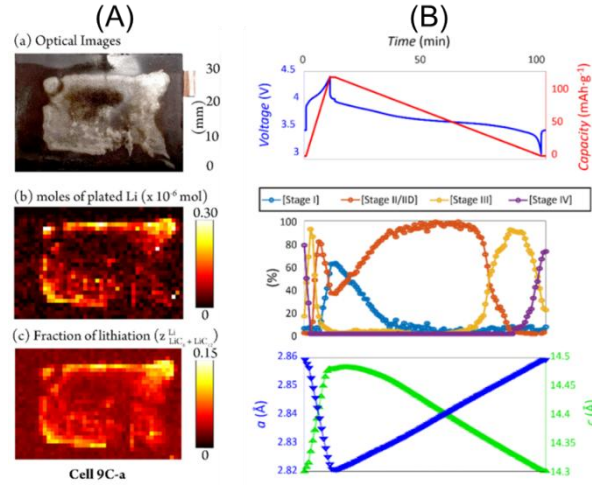 (A)
(a) Optical Images
30
20
10
0
(mm)
(b) moles of plated Li (x 10⁻⁶ mol)
0.30
0
(c) Fraction of lithiation (z
0.15
0
Cell 9C-a
(B)
Time (min)
0 50 100
4.5
4
3.5
3
Voltage (V)
100
50
0
Capacity (mAh·g⁻¹)
[Stage I] [Stage II/IID] [Stage III] [Stage IV]
100
80
60
40
20
0
(%)
2.86
2.85
2.84
2.83
2.82
a (Å)
14.5
14.45
14.4
14.35
14.3
c (Å)